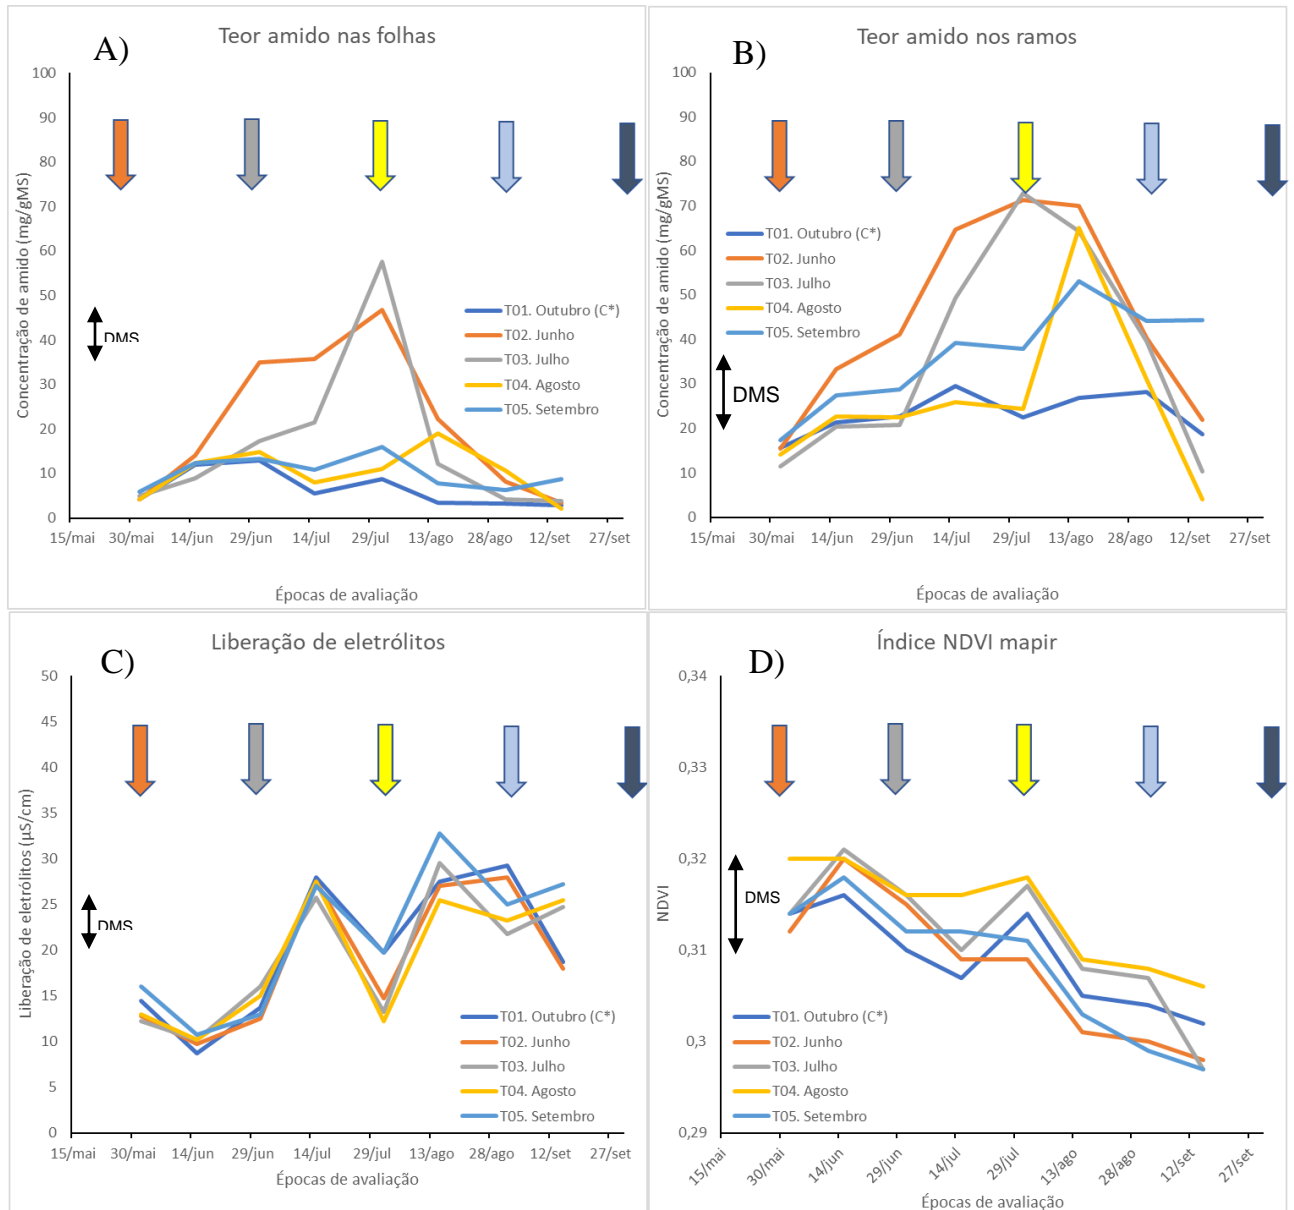 A)
Teor amido nas folhas
100
90
80
70
60
50
40
30
20
10
0
Concentração de amido (mg/gMS)
DMS
T01. Outubro (C*)
T02. Junho
T03. Julho
T04. Agosto
T05. Setembro
15/mai 30/mai 14/jun 29/jun 14/jul 29/jul 13/ago 28/ago 12/set 27/set
Épocas de avaliação
B)
Teor amido nos ramos
100
90
80
70
60
50
40
30
20
10
0
Concentração de amido (mg/gMS)
T01. Outubro (C*)
T02. Junho
T03. Julho
T04. Agosto
T05. Setembro
DMS
15/mai 30/mai 14/jun 29/jun 14/jul 29/jul 13/ago 28/ago 12/set 27/set
Épocas de avaliação
C)
Liberação de eletrólitos
50
45
40
35
30
25
20
15
10
5
0
Liberação de eletrólitos (µS/cm)
DMS
T01. Outubro (C*)
T02. Junho
T03. Julho
T04. Agosto
T05. Setembro
15/mai 30/mai 14/jun 29/jun 14/jul 29/jul 13/ago 28/ago 12/set 27/set
Épocas de avaliação
D)
Índice NDVI mapir
0,34
0,33
0,32
0,31
0,3
0,29
NDVI
DMS
T01. Outubro (C*)
T02. Junho
T03. Julho
T04. Agosto
T05. Setembro
15/mai 30/mai 14/jun 29/jun 14/jul 29/jul 13/ago 28/ago 12/set 27/set
Épocas de avaliação